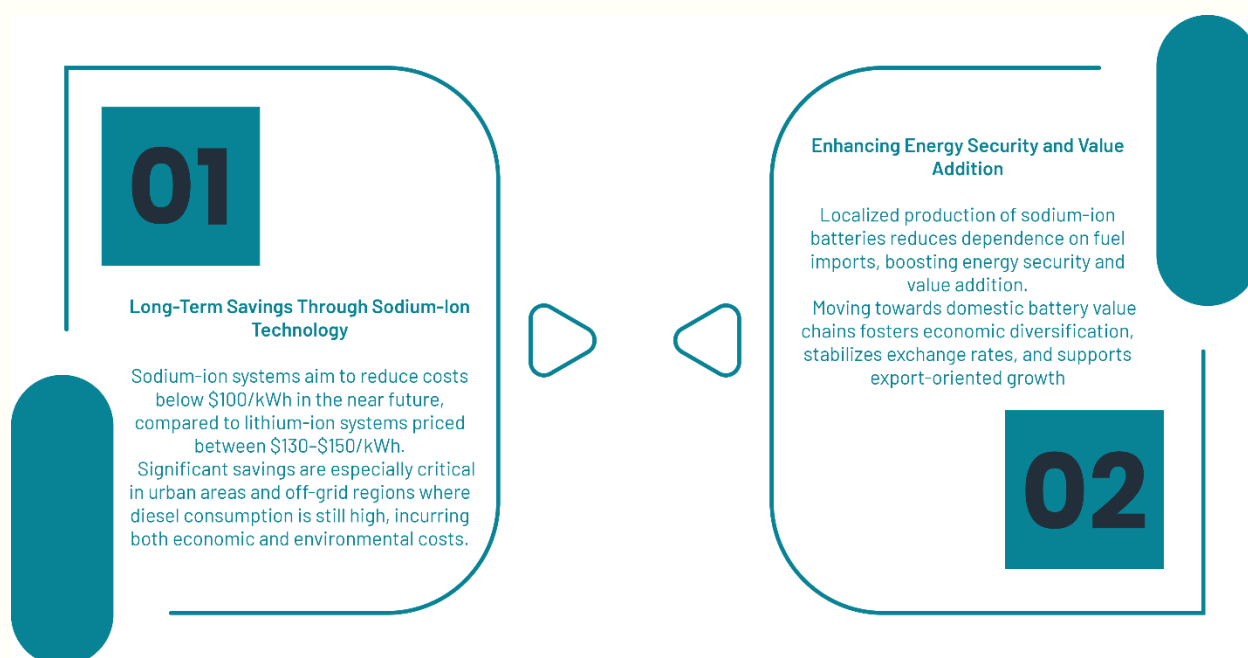 01
Long-Term Savings Through Sodium-Ion
Technology
Sodium-ion systems aim to reduce costs
below $100/kWh in the near future,
compared to lithium-ion systems priced
between $130–$150/kWh.
Significant savings are especially critical
in urban areas and off-grid regions where
diesel consumption is still high, incurring
both economic and environmental costs.
Enhancing Energy Security and Value
Addition
Localized production of sodium-ion
batteries reduces dependence on fuel
imports, boosting energy security and
value addition.
Moving towards domestic battery value
chains fosters economic diversification,
stabilizes exchange rates, and supports
export-oriented growth
02